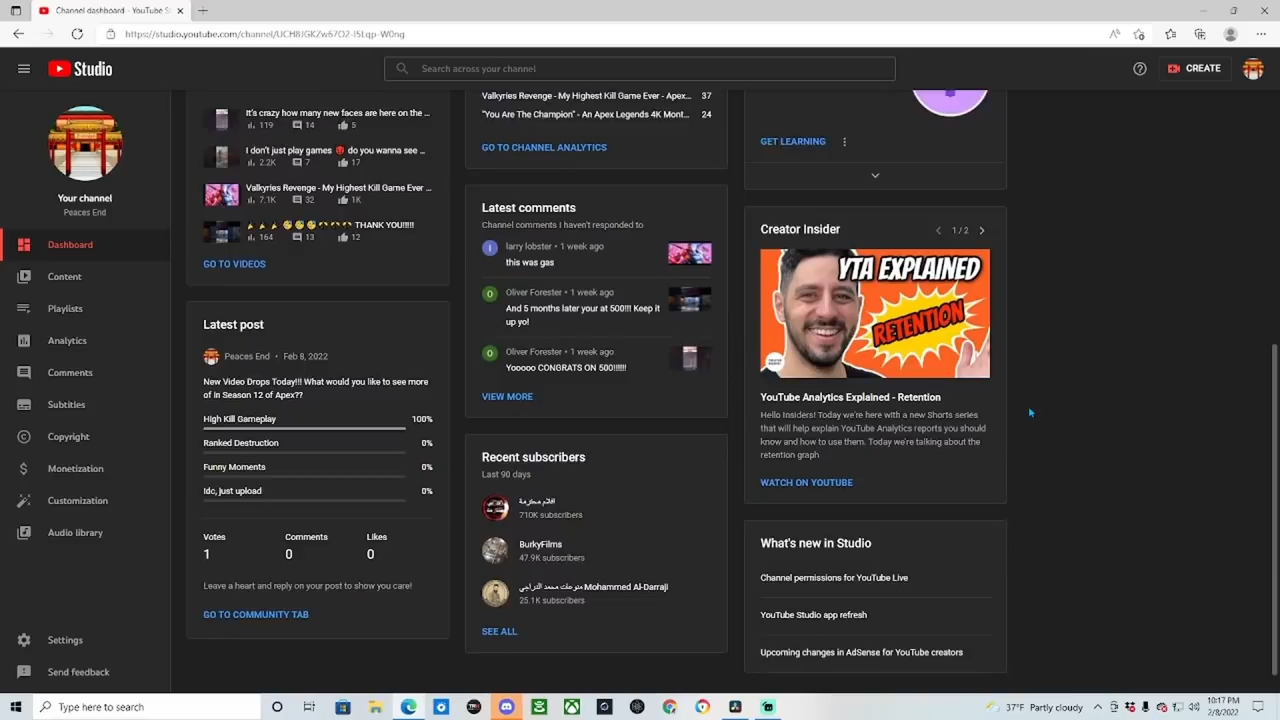 Channel dashboard - YouTube S
https://studio.youtube.com/channel/UCH8JGKZw67O2-I5Lqp-W0ng
Studio
Search across your channel
CREATE
Your channel
Peaces End
Dashboard
Content
Playlists
Analytics
Comments
Subtitles
Copyright
Monetization
Customization
Audio library
Settings
Send feedback
It's crazy how many new faces are here on the ...
119 14 5
I don't just play games 👹 do you wanna see ...
2.2K 7 17
Valkyries Revenge - My Highest Kill Game Ever ...
7.1K 32 1K
THANK YOU!!!!!
164 13 12
GO TO VIDEOS
Latest post
Peaces End • Feb 8, 2022
New Video Drops Today!!! What would you like to see more
of in Season 12 of Apex??
High Kill Gameplay 100%
Ranked Destruction 0%
Funny Moments 0%
Idc, just upload 0%
Votes Comments Likes
1 0 0
Leave a heart and reply on your post to show you care!
GO TO COMMUNITY TAB
Valkyries Revenge - My Highest Kill Game Ever - Apex... 37
"You Are The Champion" - An Apex Legends 4K Mont... 24
GO TO CHANNEL ANALYTICS
Latest comments
Channel comments I haven't responded to
larry lobster • 1 week ago
this was gas
O Oliver Forester • 1 week ago
And 5 months later your at 500!!! Keep it
up yo!
O Oliver Forester • 1 week ago
Yooooo CONGRATS ON 500!!!!!!
VIEW MORE
Recent subscribers
Last 90 days
710K subscribers
BurkyFilms
47.9K subscribers
Mohammed Al-Darraji
25.1K subscribers
SEE ALL
GET LEARNING
Creator Insider 1 / 2
YTA EXPLAINED
RETENTION
YouTube Analytics Explained - Retention
Hello Insiders! Today we're here with a new Shorts series
that will help explain YouTube Analytics reports you should
know and how to use them. Today we're talking about the
retention graph
WATCH ON YOUTUBE
What's new in Studio
Channel permissions for YouTube Live
YouTube Studio app refresh
Upcoming changes in AdSense for YouTube creators
Type here to search
37°F Partly cloudy
10:17 PM
2/8/2022